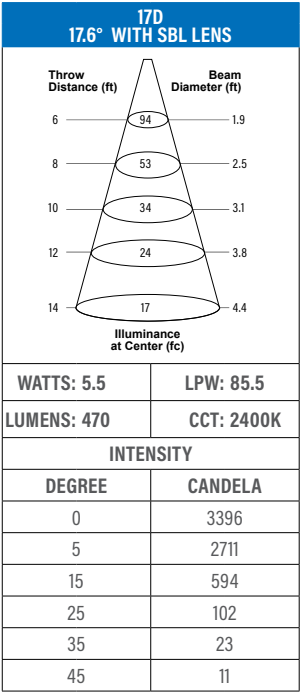 17D
17.6° WITH SBL LENS
Throw Beam
Distance (ft) Diameter (ft)
6 94 1.9
8 53 2.5
10 34 3.1
12 24 3.8
14 17 4.4
Illuminance
at Center (fc)
WATTS: 5.5 LPW: 85.5
LUMENS: 470 CCT: 2400K
INTENSITY
DEGREE CANDELA
0 3396
5 2711
15 594
25 102
35 23
45 11